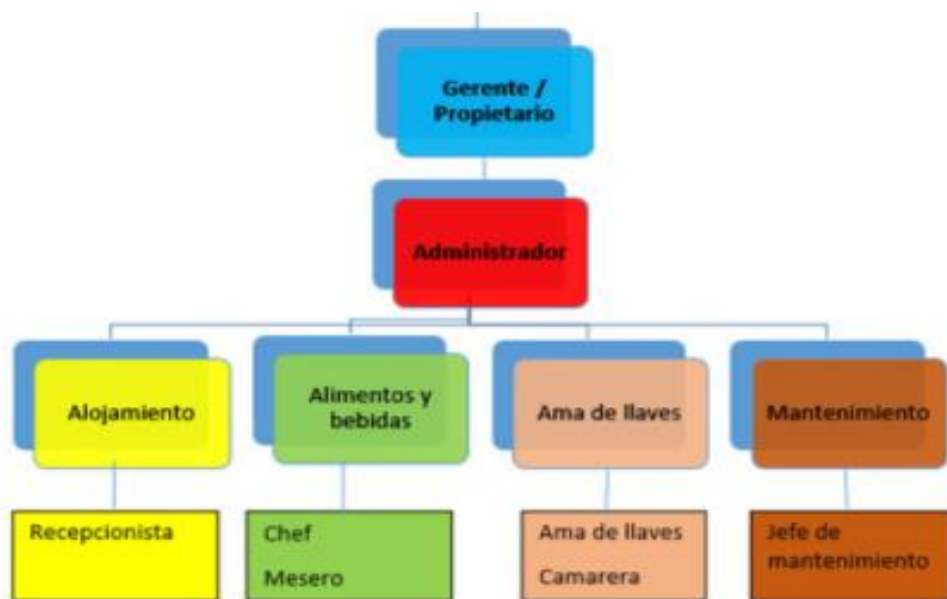 Gerente /
Propietario
Administrador
Alojamiento
Alimentos y
bebidas
Ama de llaves
Mantenimiento
Recepcionista
Chef
Mesero
Ama de llaves
Camarera
Jefe de
mantenimiento